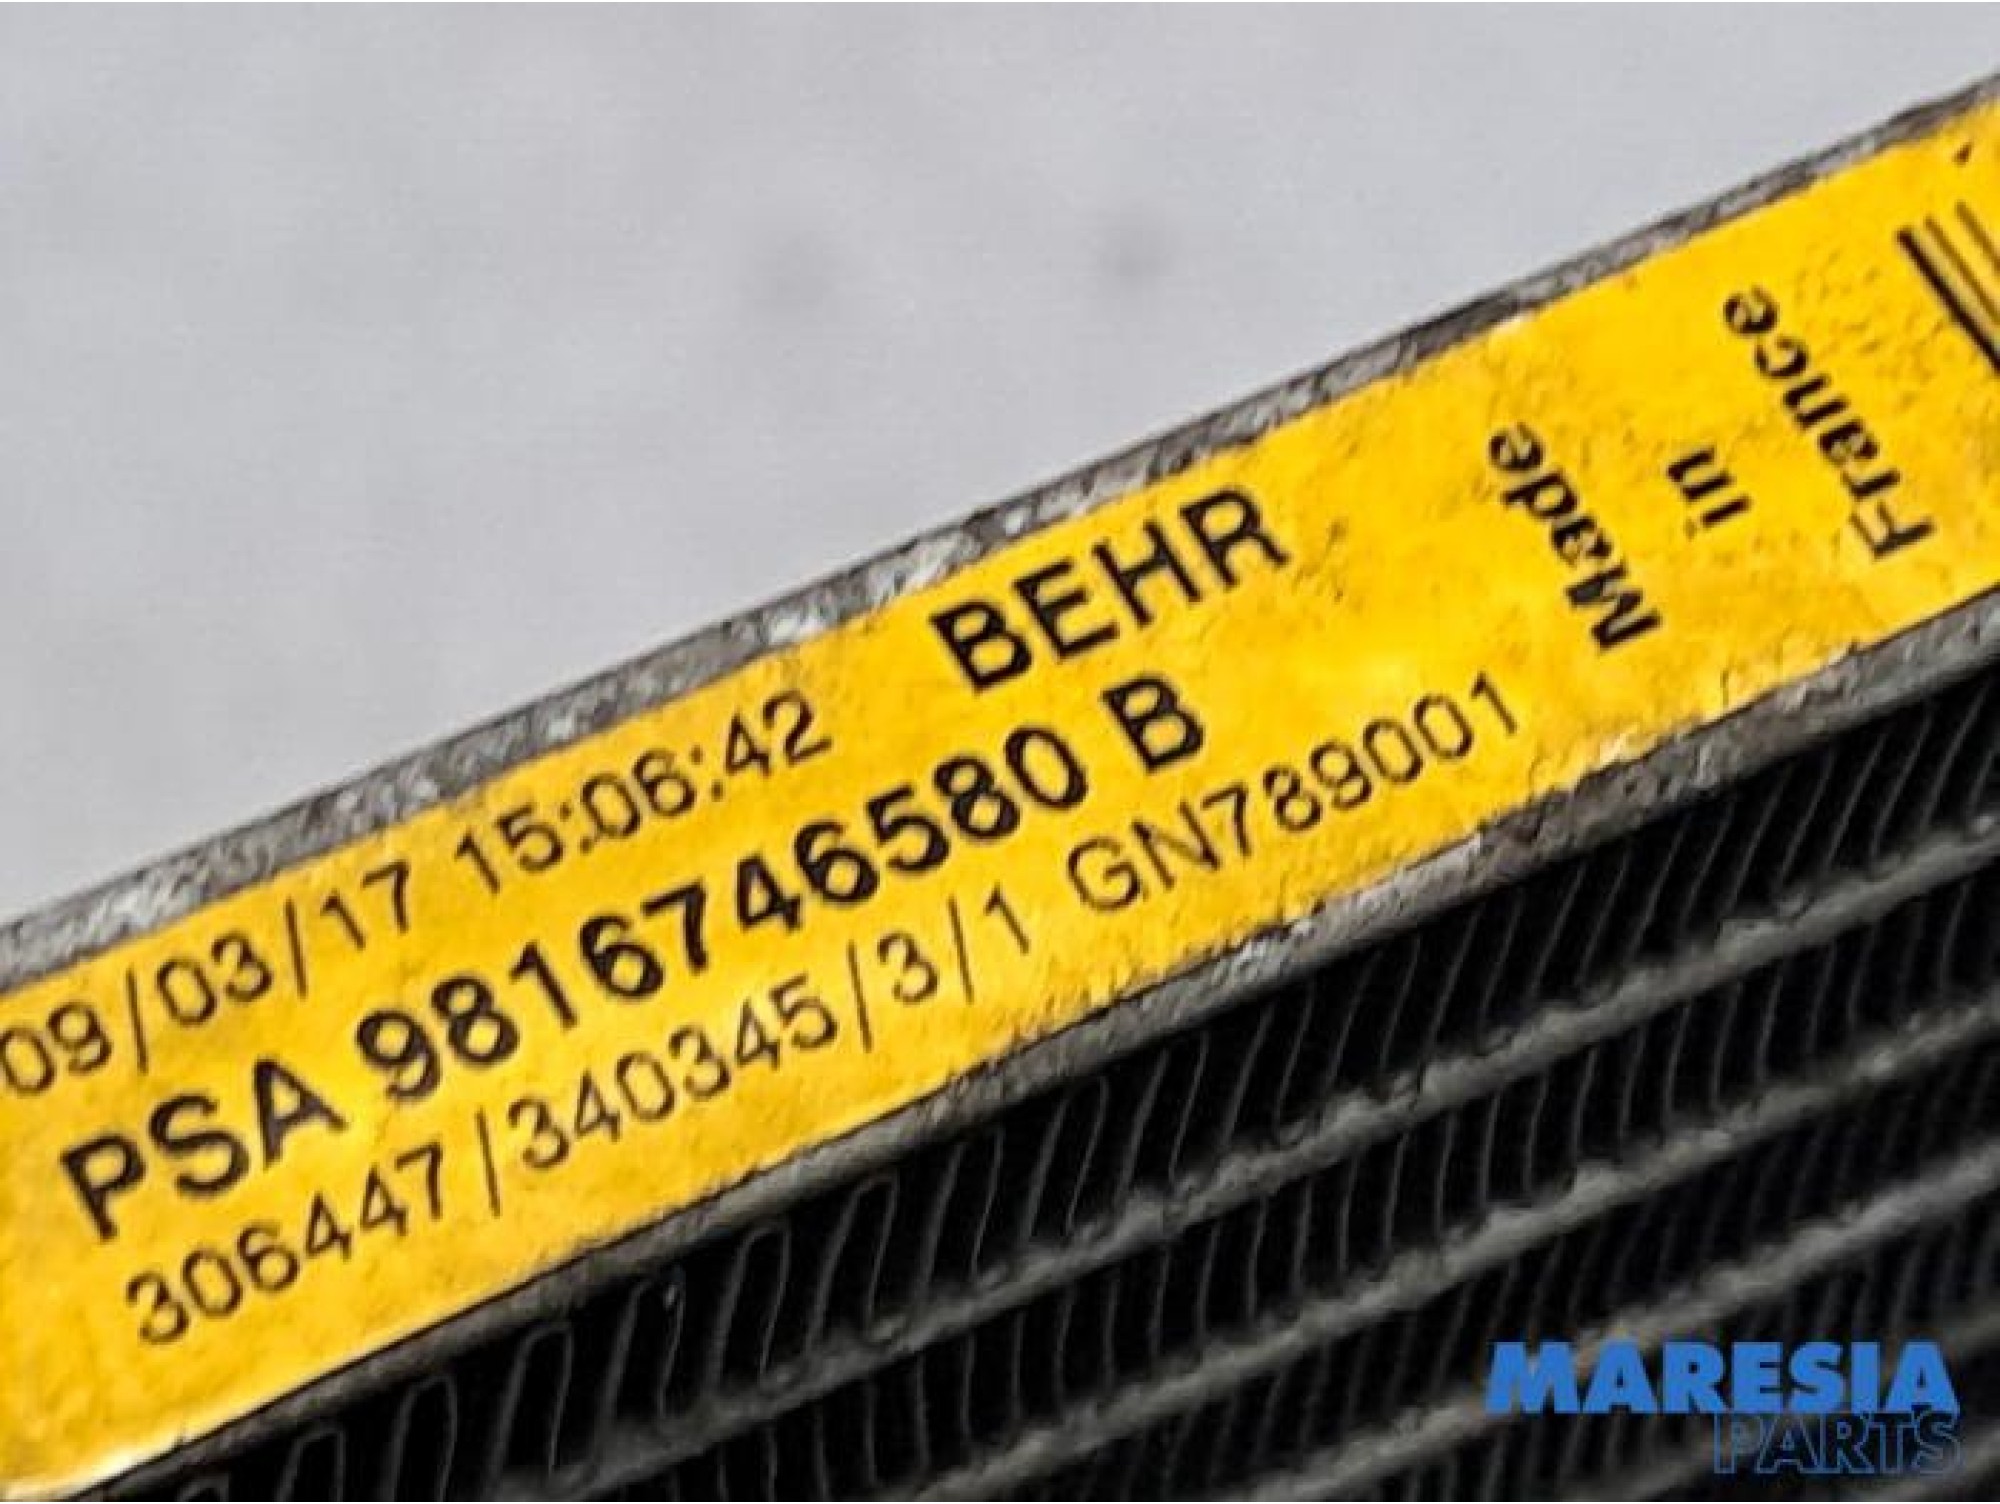 09/03/17 15:06:42 BEHR
PSA 9816746580 B
306447/340345/3/1 GN789001
Made
in
France
MARESIA
PARTS